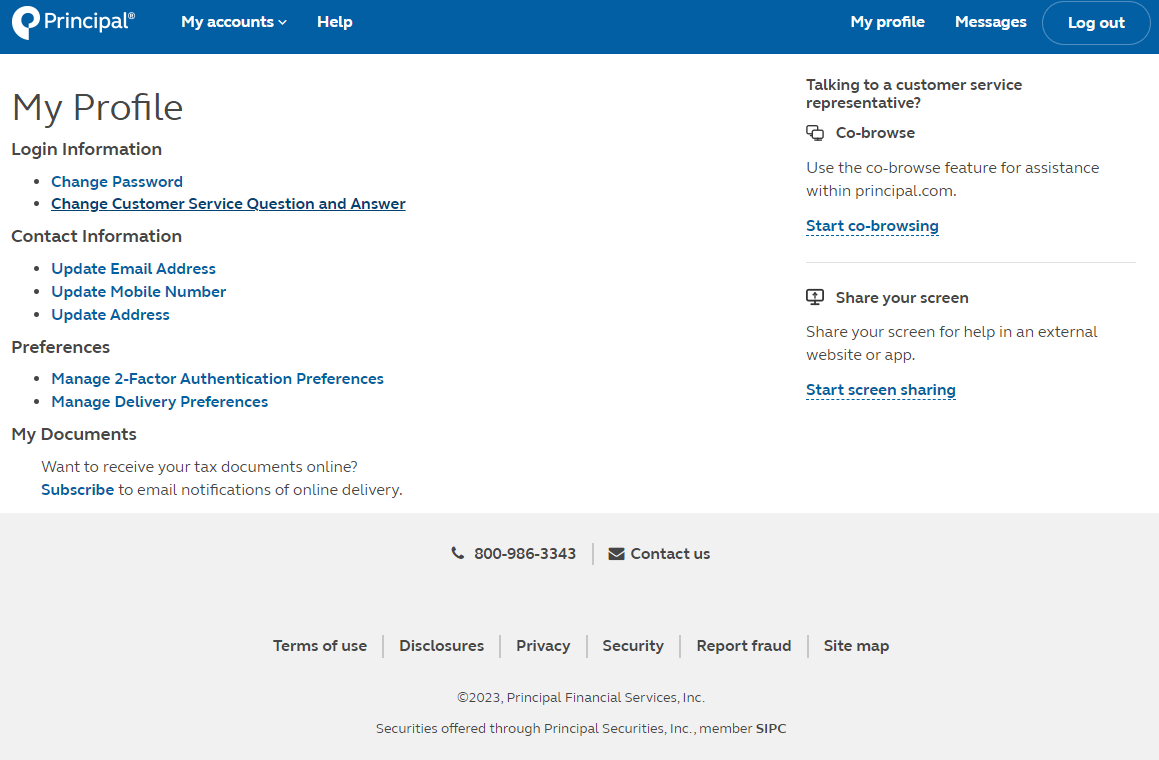 Principal®
My accounts
Help
My profile
Messages
Log out
My Profile
Login Information
• Change Password
• Change Customer Service Question and Answer
Contact Information
• Update Email Address
• Update Mobile Number
• Update Address
Preferences
• Manage 2-Factor Authentication Preferences
• Manage Delivery Preferences
My Documents
Want to receive your tax documents online?
Subscribe to email notifications of online delivery.
Talking to a customer service
representative?
Co-browse
Use the co-browse feature for assistance
within principal.com.
Start co-browsing
Share your screen
Share your screen for help in an external
website or app.
Start screen sharing
800-986-3343
Contact us
Terms of use
Disclosures
Privacy
Security
Report fraud
Site map
©2023, Principal Financial Services, Inc.
Securities offered through Principal Securities, Inc., member SIPC